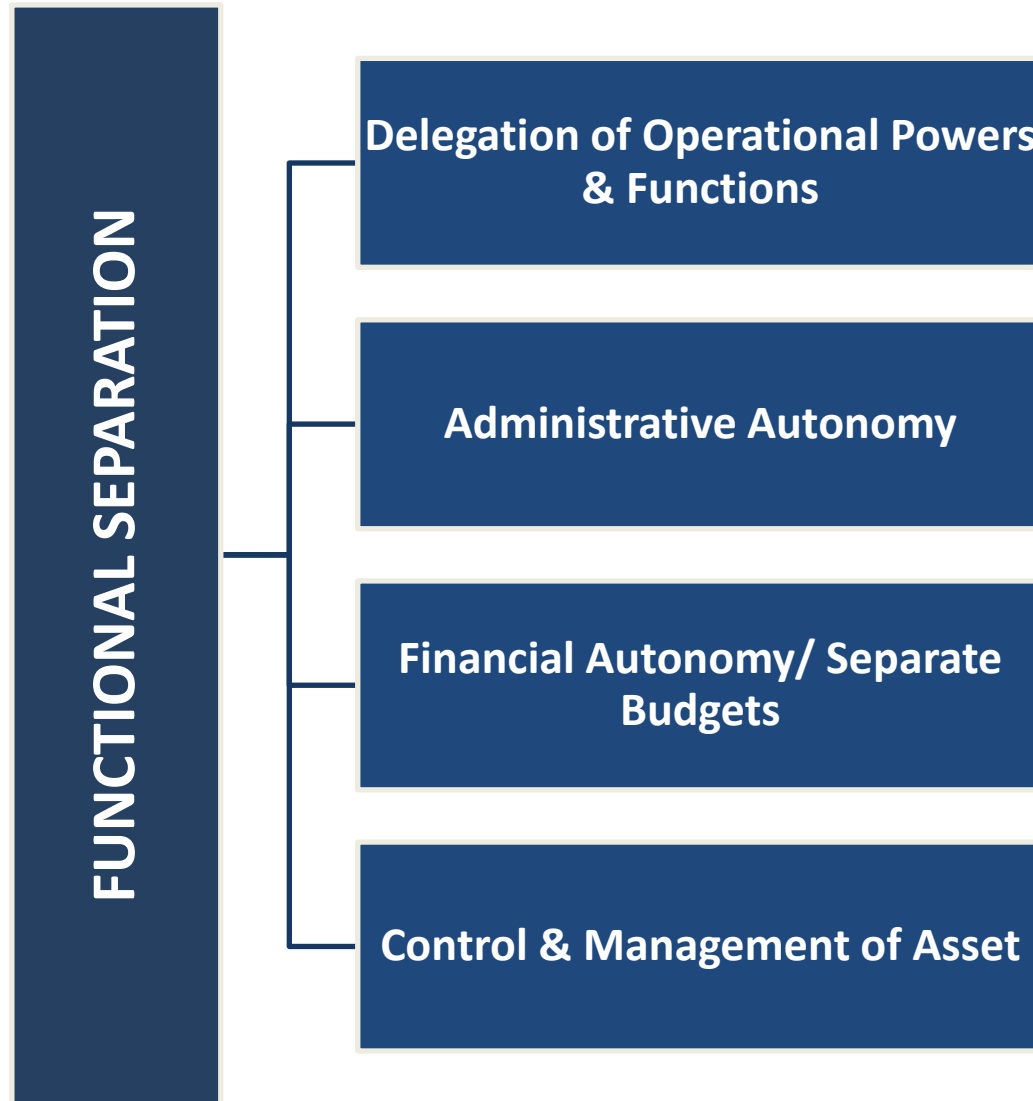 FUNCTIONAL SEPARATION
Delegation of Operational Powers
& Functions
Administrative Autonomy
Financial Autonomy/ Separate
Budgets
Control & Management of Asset